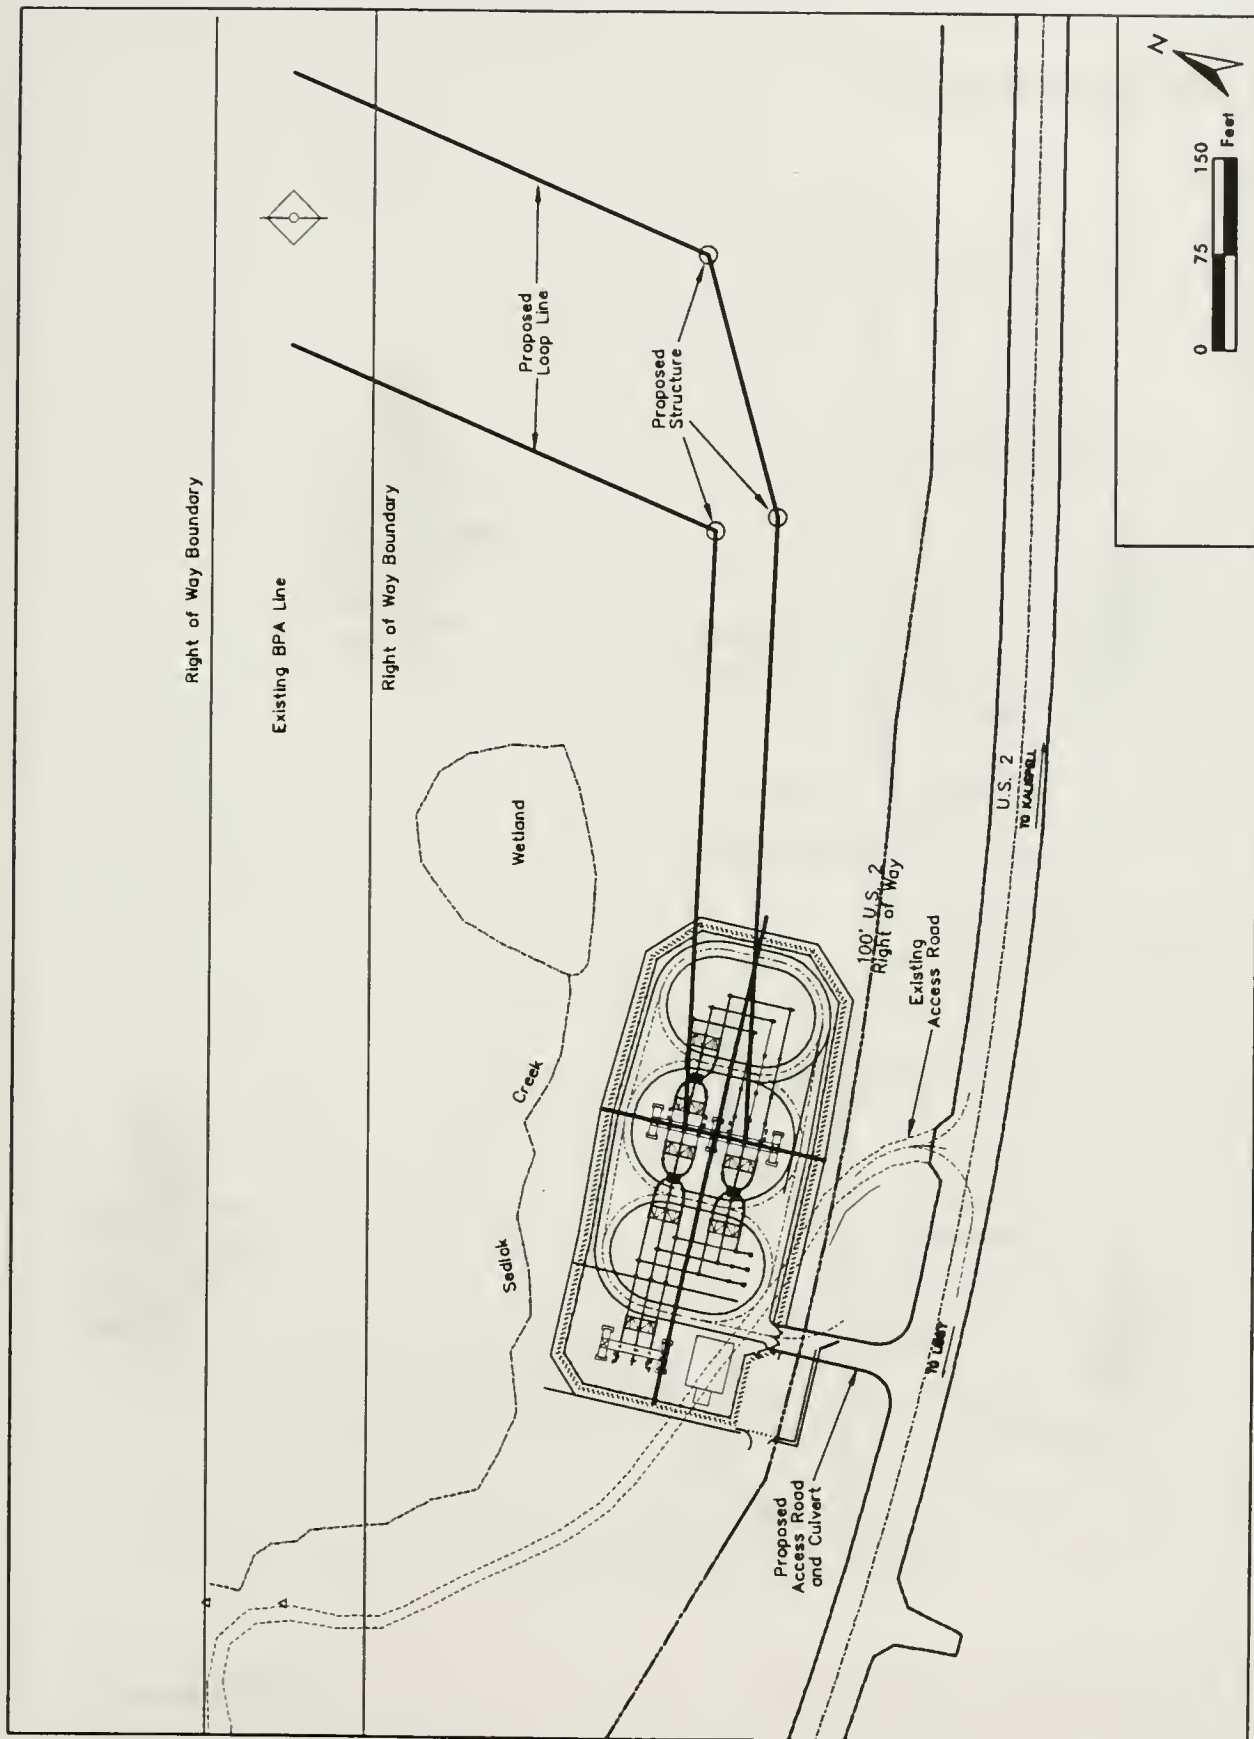 Right of Way Boundary
Existing BPA Line
Right of Way Boundary
Proposed
Loop Line
Proposed
Structure
Wetland
Sedlak
Creek
100' U.S. 2
Right of Way
Existing
Access Road
Proposed
Access Road
and Culvert
U.S. 2
TO KALISPELL
TO LIBBY
N
0 75 150
Feet